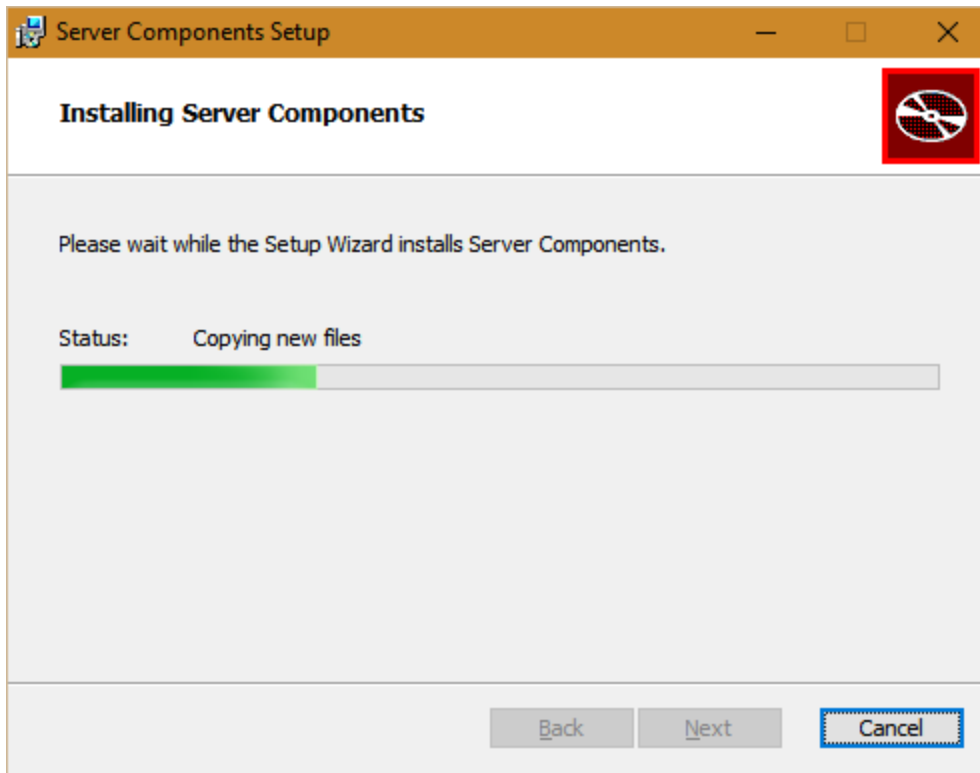 Server Components Setup
Installing Server Components
Please wait while the Setup Wizard installs Server Components.
Status: Copying new files
Back Next Cancel